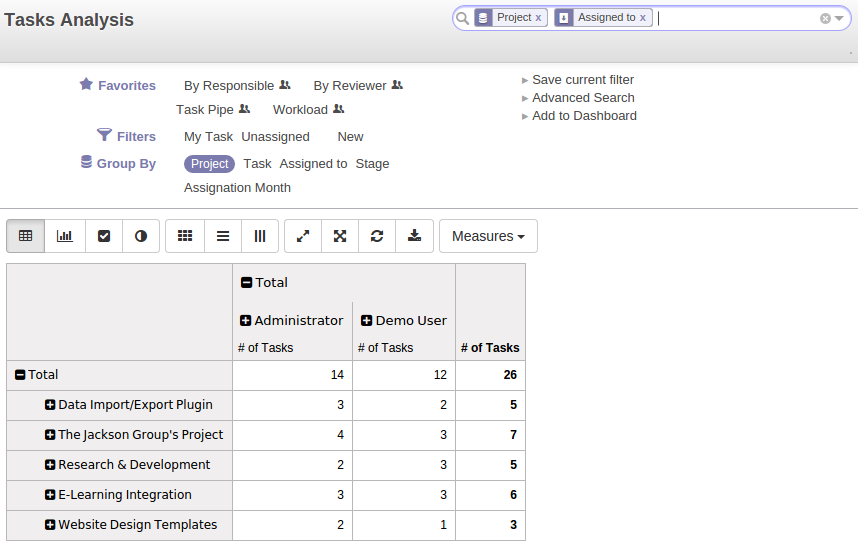 Tasks Analysis
Project x Assigned to x
Favorites By Responsible By Reviewer
Task Pipe Workload
Filters My Task Unassigned New
Group By Project Task Assigned to Stage
Assignation Month
Save current filter
Advanced Search
Add to Dashboard
Measures
Total
Administrator Demo User
# of Tasks # of Tasks # of Tasks
Total 14 12 26
Data Import/Export Plugin 3 2 5
The Jackson Group's Project 4 3 7
Research & Development 2 3 5
E-Learning Integration 3 3 6
Website Design Templates 2 1 3